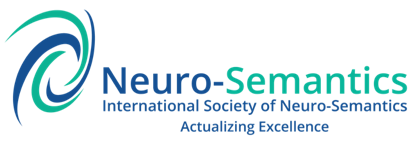 Neuro-Semantics
International Society of Neuro-Semantics
Actualizing Excellence